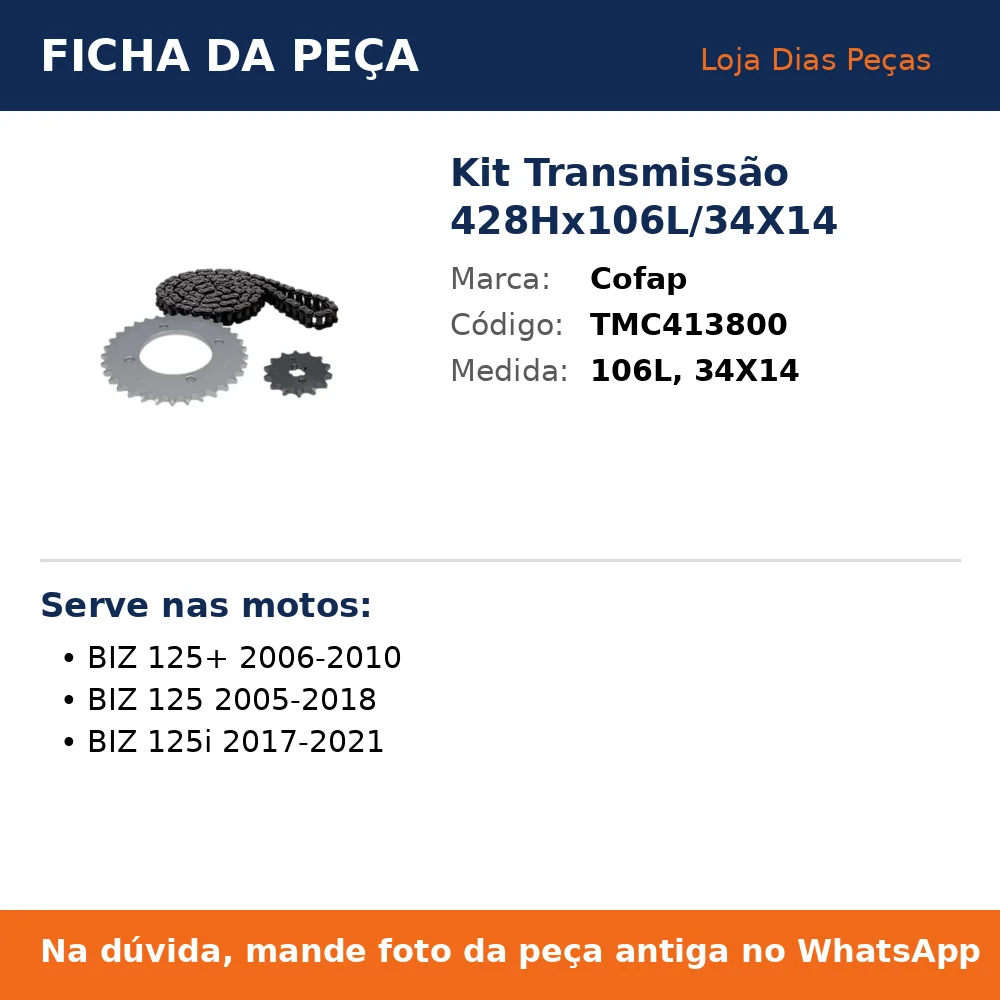 FICHA DA PEÇA
Loja Dias Peças
Kit Transmissão
428Hx106L/34X14
Marca: Cofap
Código: TMC413800
Medida: 106L, 34X14
Serve nas motos:
• BIZ 125+ 2006-2010
• BIZ 125 2005-2018
• BIZ 125i 2017-2021
Na dúvida, mande foto da peça antiga no WhatsApp